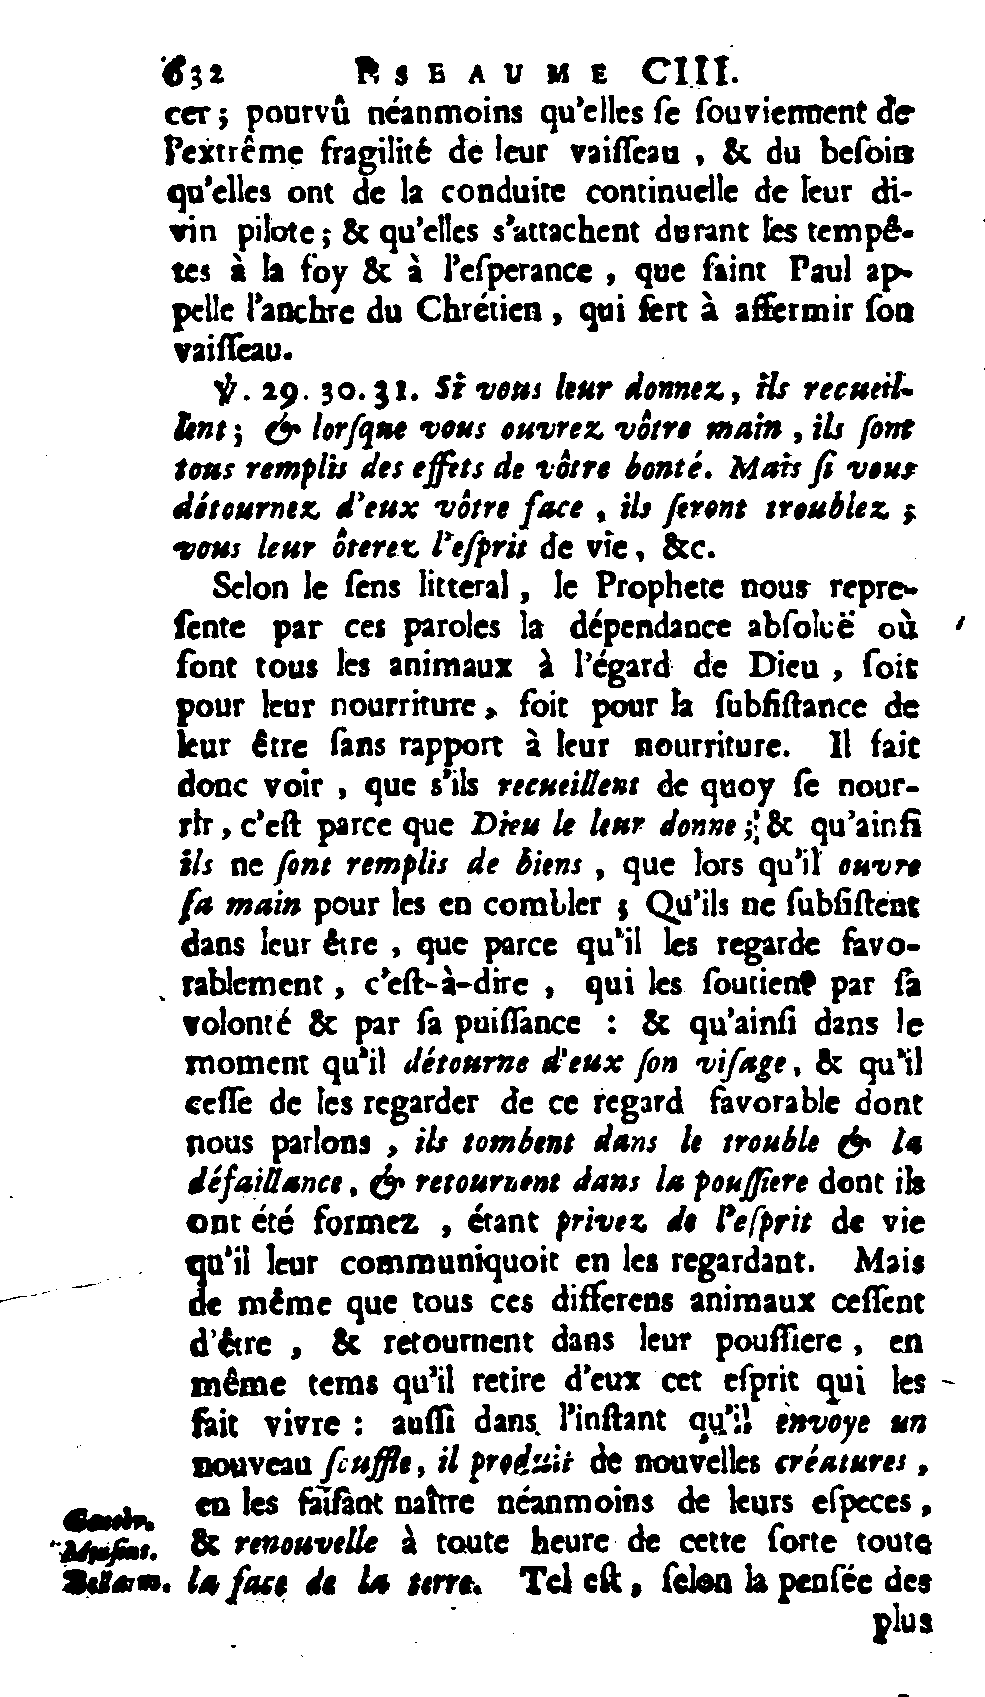 632 PSEAUME CIII.
cer ; pourvû néanmoins qu'elles ſe ſouviennent de
l'extrême fragilité de leur vaiſſeau , & du beſoin
qu'elles ont de la conduite continuelle de leur di-
vin pilote ; & qu'elles s'attachent durant les tempê-
tes à la foy & à l'eſperance , que ſaint Paul ap-
pelle l'anchre du Chrétien , qui ſert à affermir ſon
vaiſſeau.
℣. 29. 30. 31. Si vous leur donnez, ils recueil-
lent ; & lorſque vous ouvrez vôtre main , ils ſont
tous remplis des effets de vôtre bonté. Mais ſi vous
détournez d'eux vôtre face , ils ſeront troublez ;
vous leur ôterez l'eſprit de vie , &c.
Selon le ſens litteral , le Prophete nous repre-
ſente par ces paroles la dépendance abſoluë où
ſont tous les animaux à l'égard de Dieu , ſoit
pour leur nourriture , ſoit pour la ſubſiſtance de
leur être ſans rapport à leur nourriture. Il fait
donc voir , que s'ils recueillent de quoy ſe nour-
rir , c'eſt parce que Dieu le leur donne ; & qu'ainſi
ils ne ſont remplis de biens , que lors qu'il ouvre
ſa main pour les en combler ; Qu'ils ne ſubſiſtent
dans leur être , que parce qu'il les regarde favo-
rablement , c'eſt-à-dire , qui les ſoutient par ſa
volonté & par ſa puiſſance : & qu'ainſi dans le
moment qu'il détourne d'eux ſon viſage , & qu'il
ceſſe de les regarder de ce regard favorable dont
nous parlons , ils tombent dans le trouble & la
défaillance , & retournent dans la pouſſiere dont ils
ont été formez , étant privez de l'eſprit de vie
qu'il leur communiquoit en les regardant. Mais
de même que tous ces differens animaux ceſſent
d'être , & retournent dans leur pouſſiere , en
même tems qu'il retire d'eux cet eſprit qui les
fait vivre : auſſi dans l'inſtant qu'il envoye un
nouveau ſouffle , il produit de nouvelles créatures ,
en les faiſant naître néanmoins de leurs eſpeces ,
& renouvelle à toute heure de cette ſorte toute
Bellarm. la face de la terre. Tel eſt , ſelon la penſée des
plus